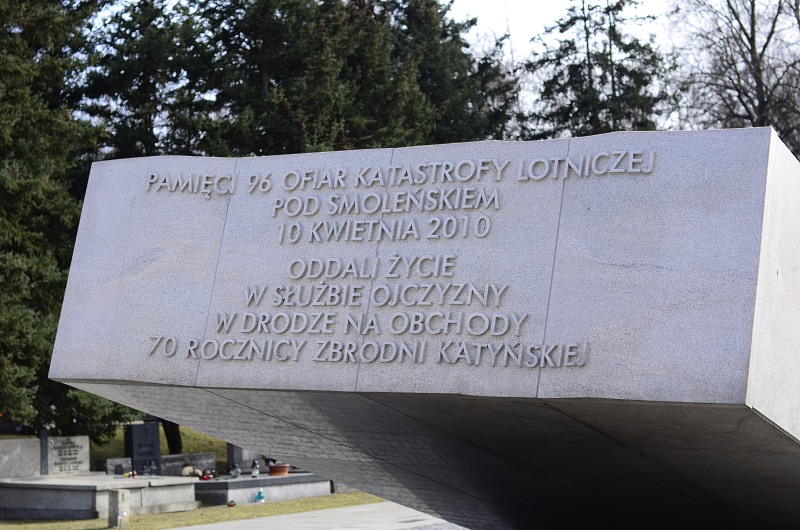 PAMIĘCI 96 OFIAR KATASTROFY LOTNICZEJ
POD SMOLEŃSKIEM
10 KWIETNIA 2010
ODDALI ŻYCIE
W SŁUŻBIE OJCZYZNY
W DRODZE NA OBCHODY
70 ROCZNICY ZBRODNI KATYŃSKIEJ